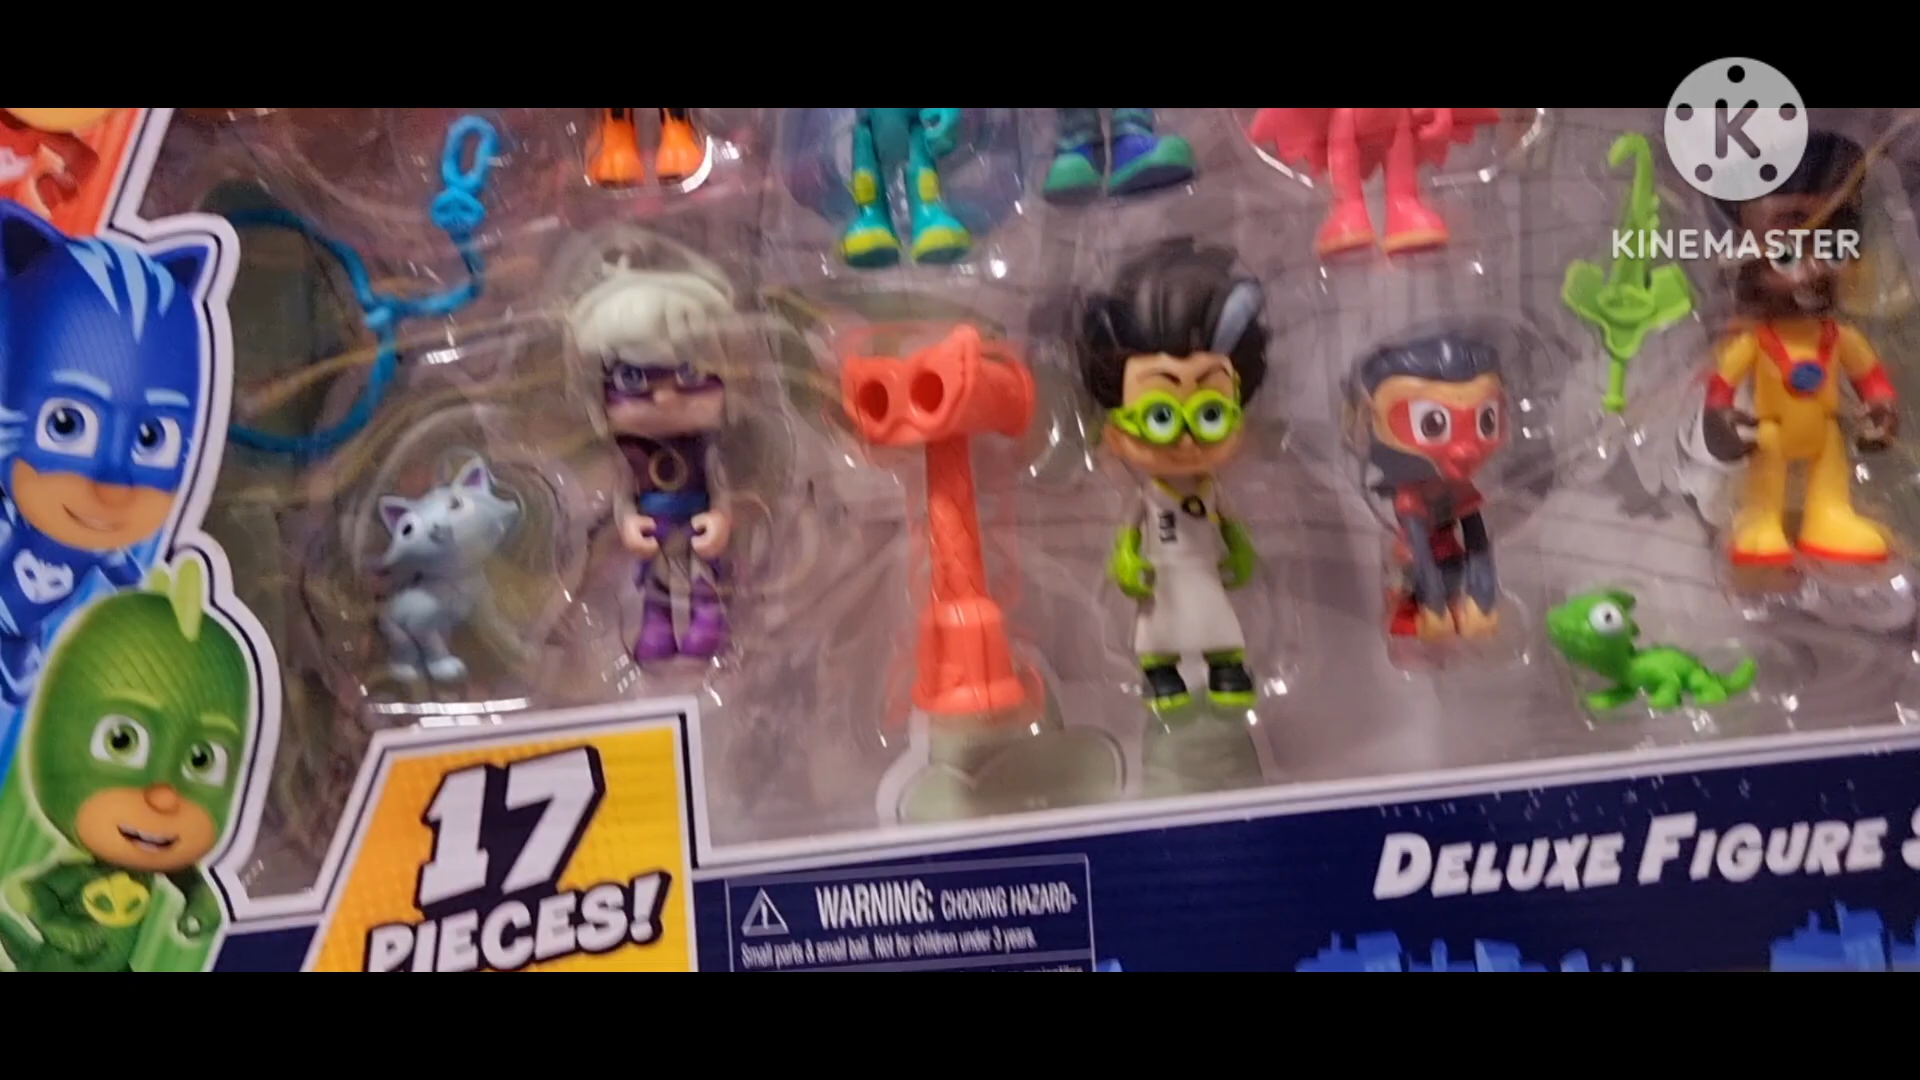 KINEMASTER
17
PIECES!
DELUXE FIGURE
WARNING: CHOKING HAZARD-
Small parts & small ball. Not for children under 3 years.